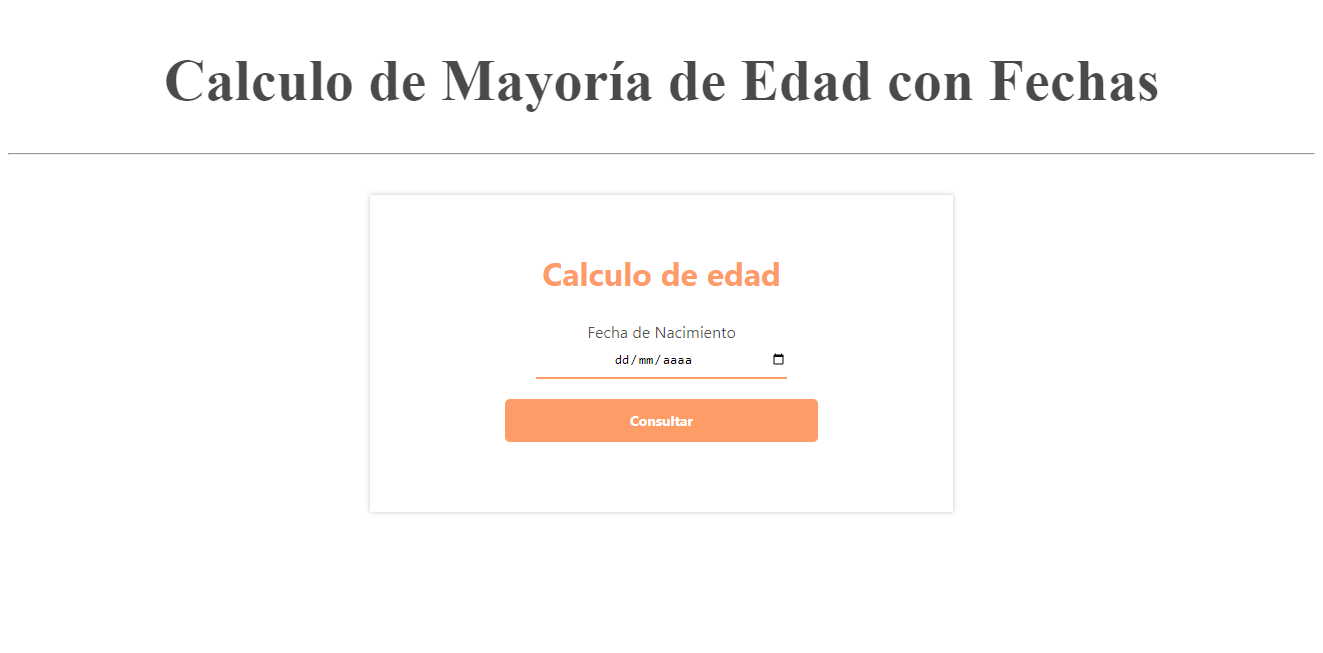 Calculo de Mayoría de Edad con Fechas
Calculo de edad
Fecha de Nacimiento
dd/mm/aaaa
Consultar